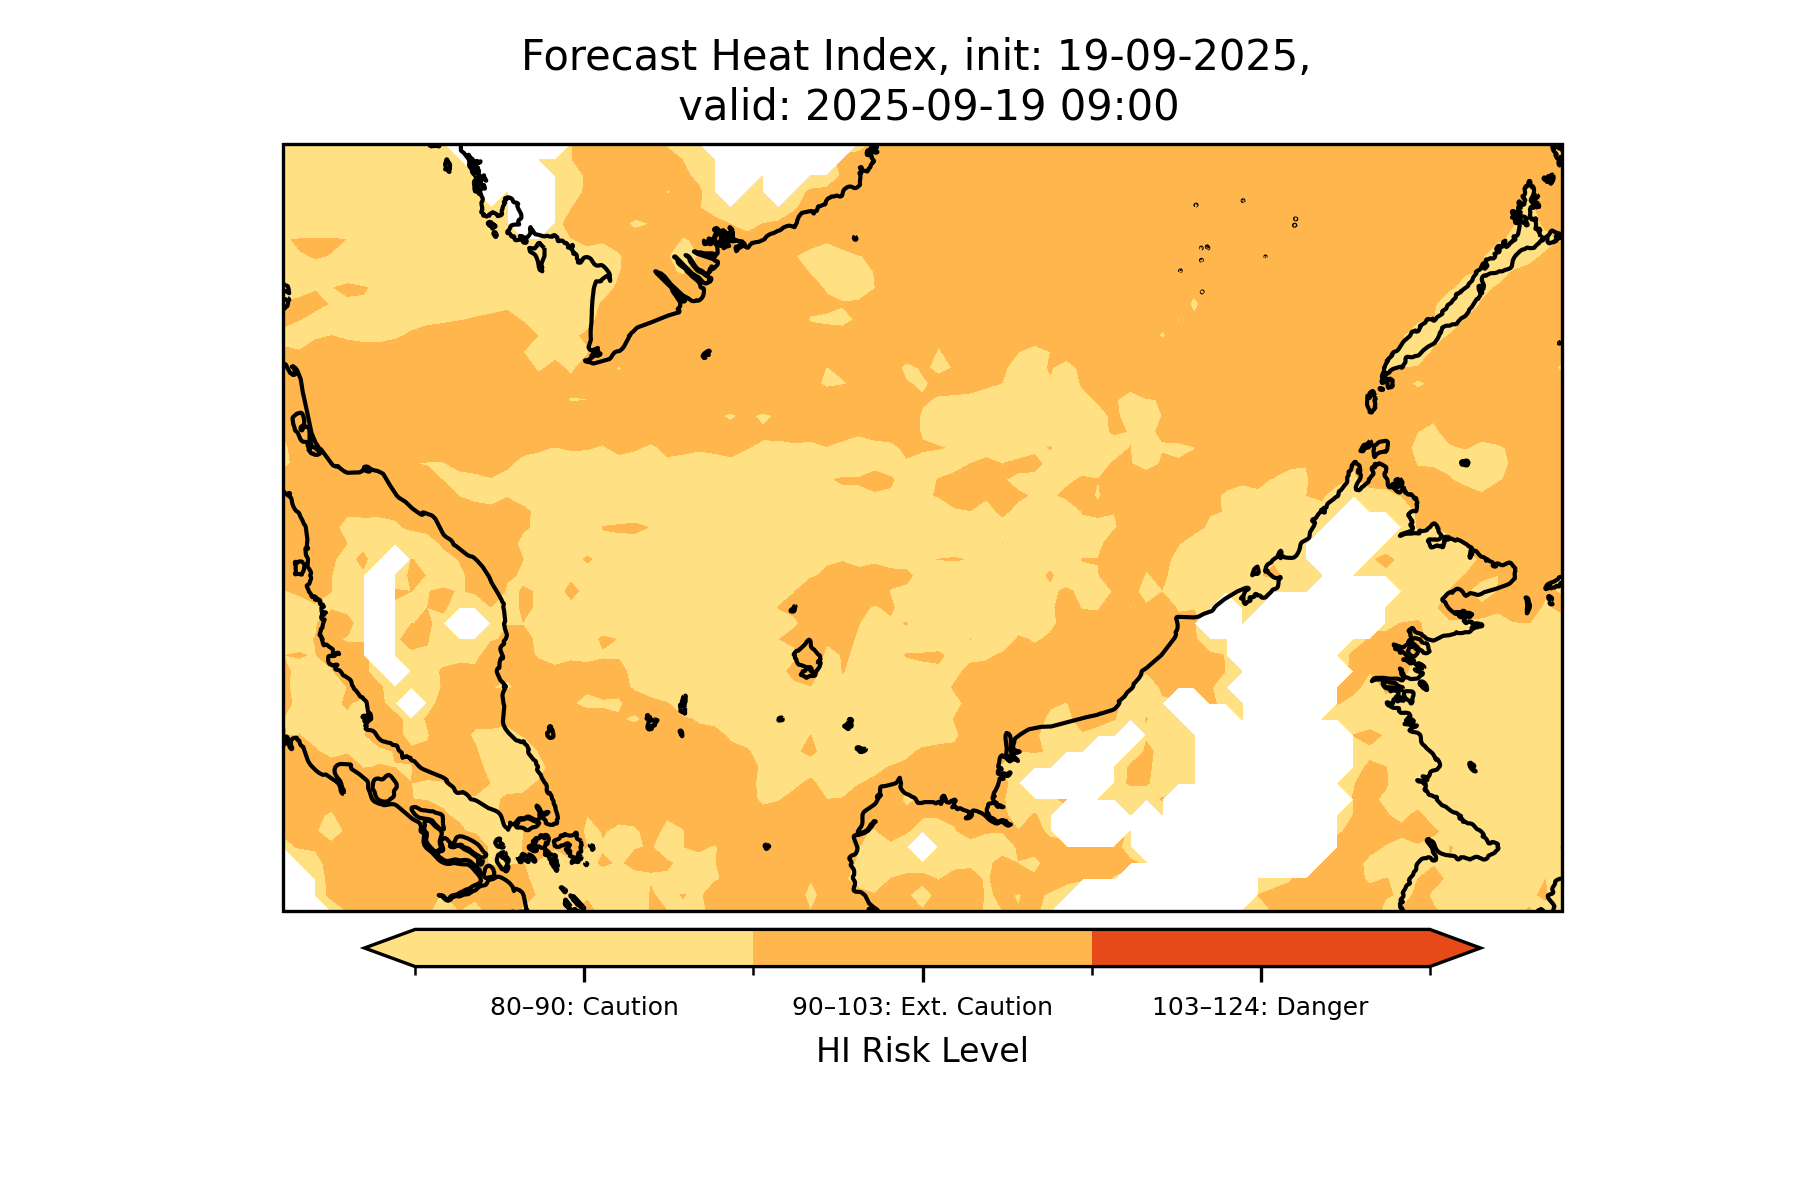 Forecast Heat Index, init: 19-09-2025,
valid: 2025-09-19 09:00
80–90: Caution
90–103: Ext. Caution
103–124: Danger
HI Risk Level